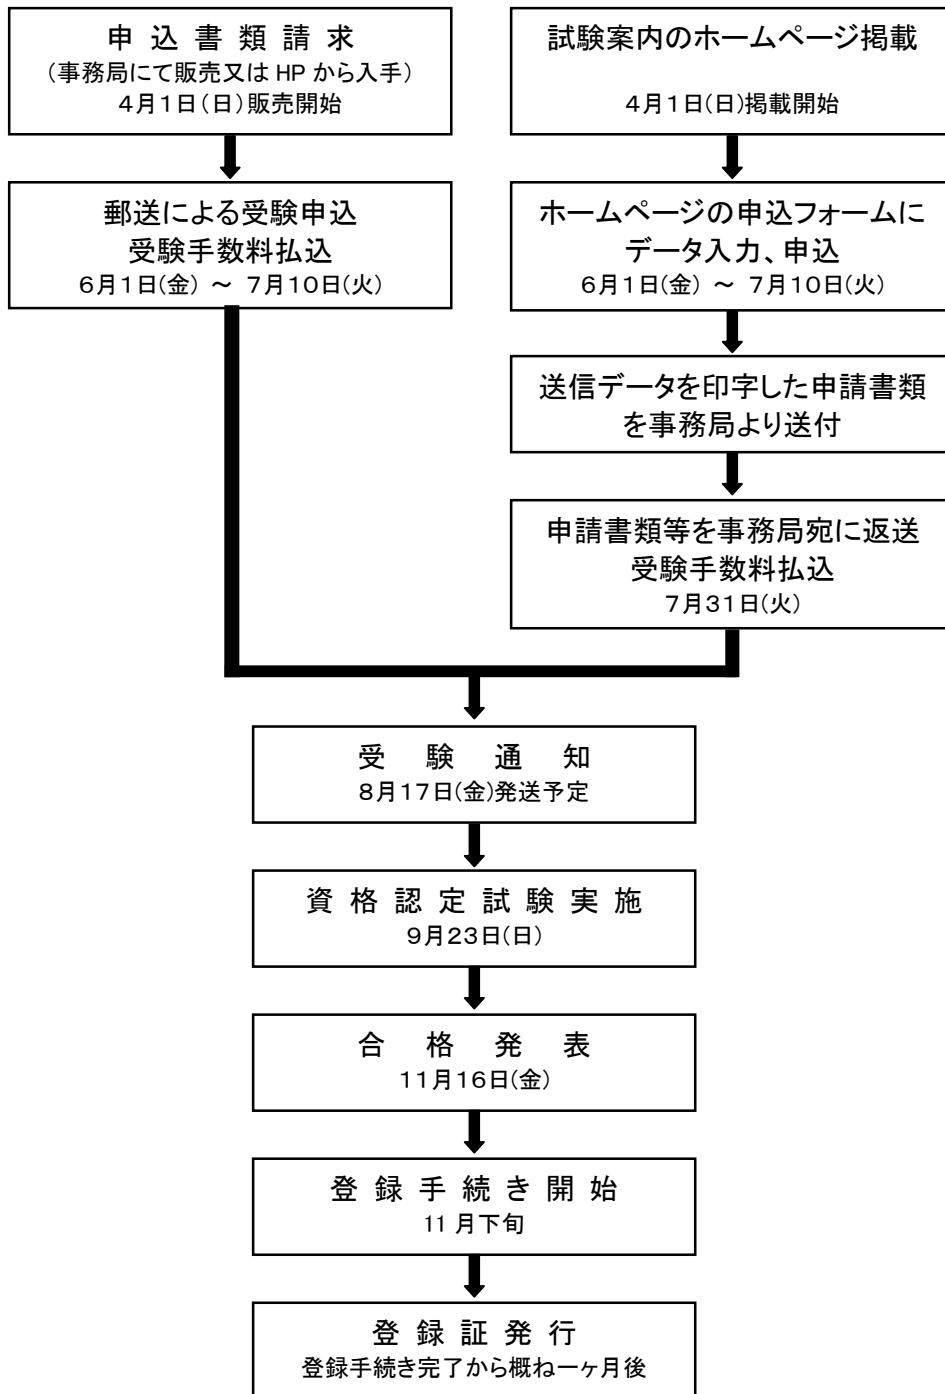 申込書類請求
(事務局にて販売又は HP から入手)
4月1日(日)販売開始
郵送による受験申込
受験手数料払込
6月1日(金) ～ 7月10日(火)
試験案内のホームページ掲載
4月1日(日)掲載開始
ホームページの申込フォームに
データ入力、申込
6月1日(金) ～ 7月10日(火)
送信データを印字した申請書類
を事務局より送付
申請書類等を事務局宛に返送
受験手数料払込
7月31日(火)
受験通知
8月17日(金)発送予定
資格認定試験実施
9月23日(日)
合格発表
11月16日(金)
登録手続き開始
11 月下旬
登録証発行
登録手続き完了から概ね一ヶ月後